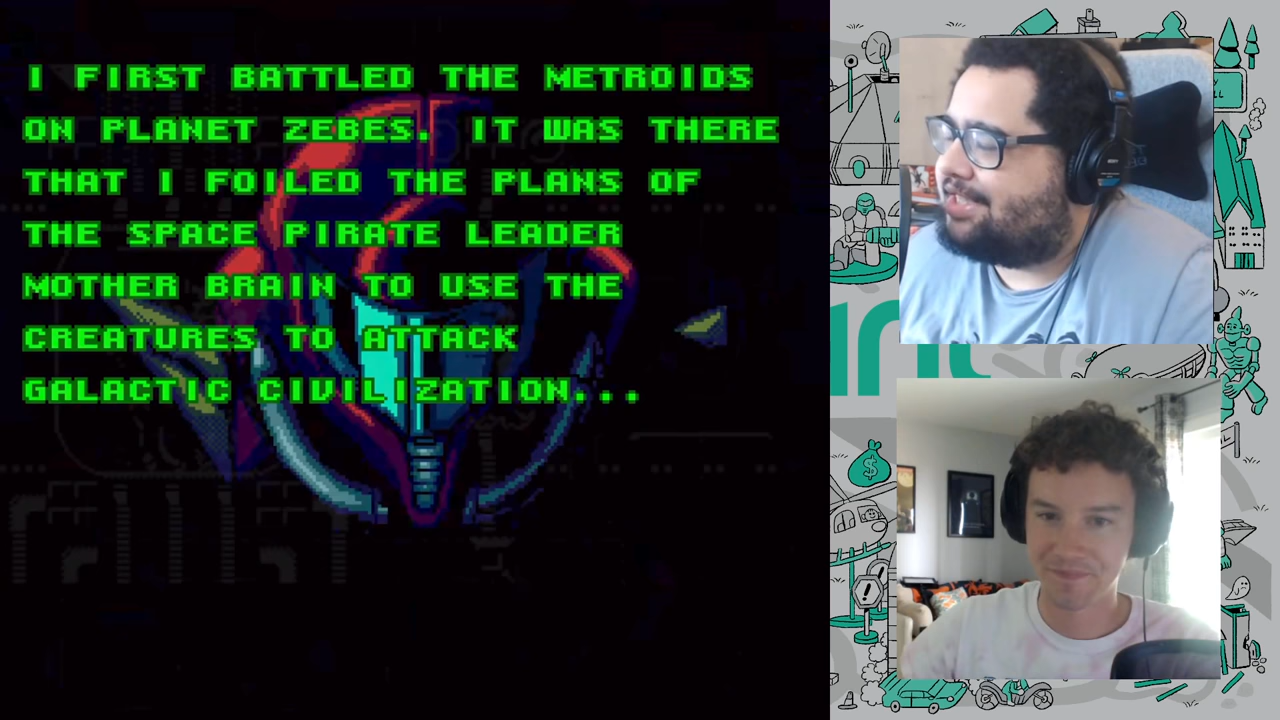 I FIRST BATTLED THE METROIDS
ON PLANET ZEBES. IT WAS THERE
THAT I FOILED THE PLANS OF
THE SPACE PIRATE LEADER
MOTHER BRAIN TO USE THE
CREATURES TO ATTACK
GALACTIC CIVILIZATION...